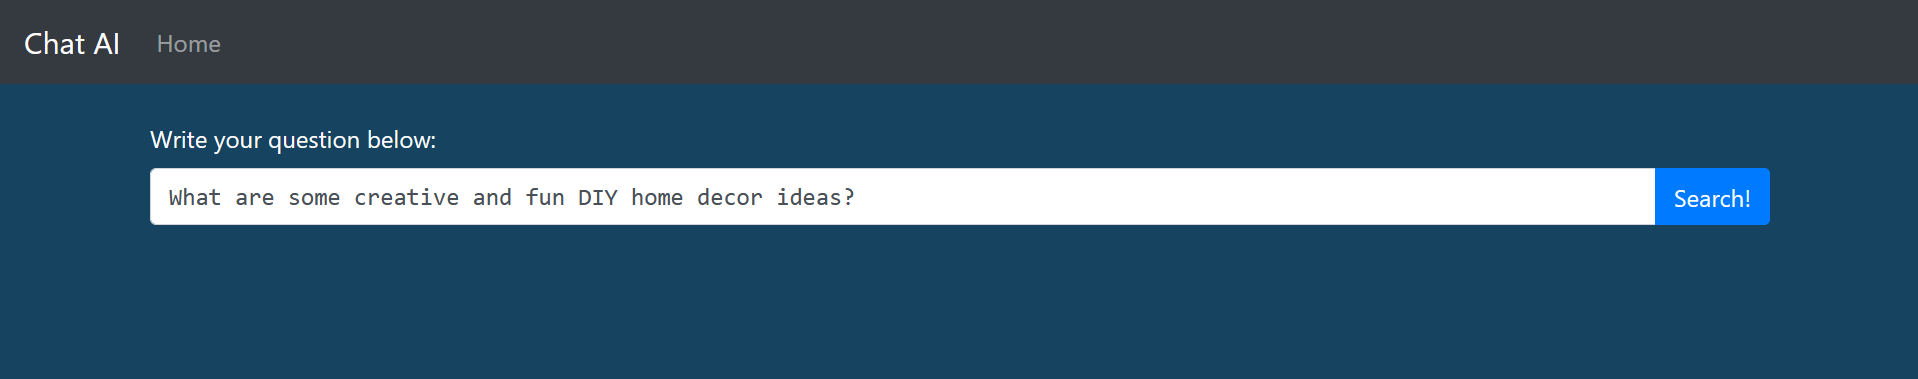 Chat AI Home
Write your question below:
What are some creative and fun DIY home decor ideas? Search!